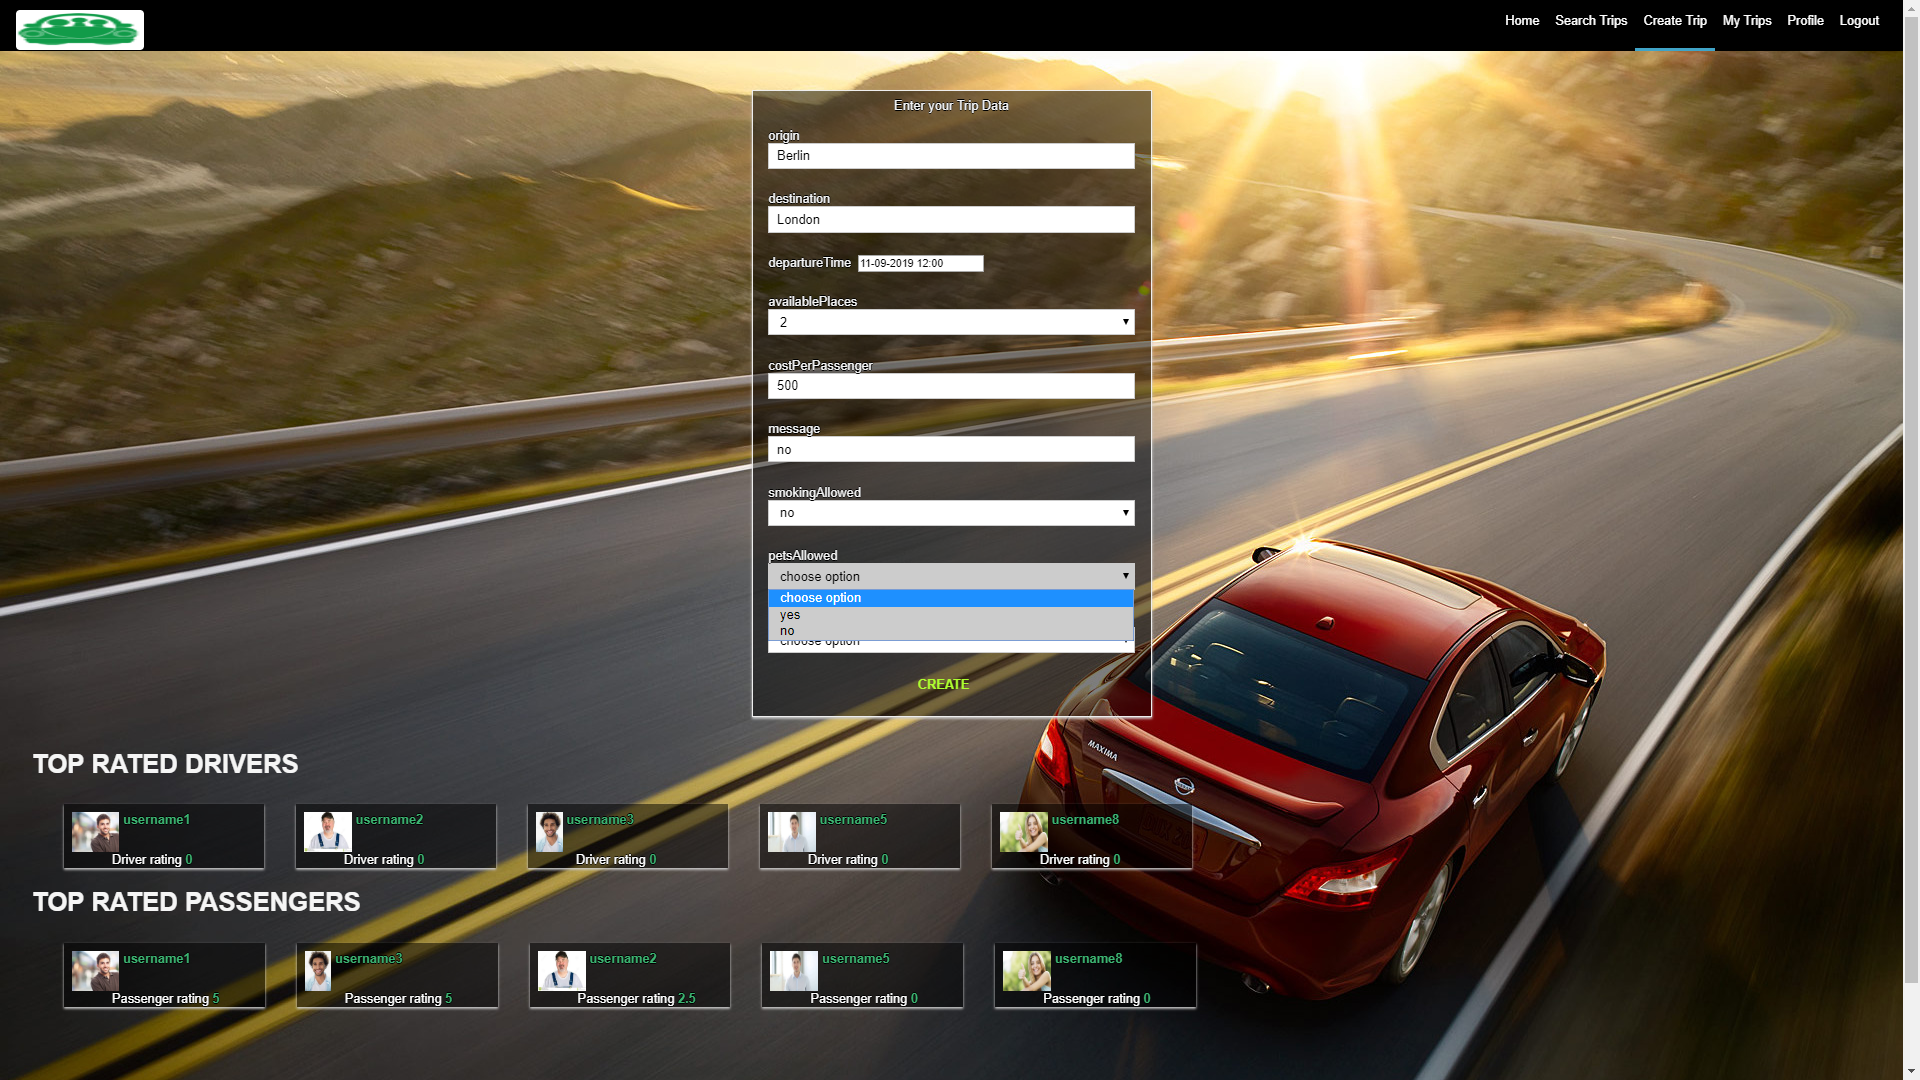 Home Search Trips Create Trip My Trips Profile Logout
Enter your Trip Data
origin
Berlin
destination
London
departureTime 11-09-2019 12:00
availablePlaces
2
costPerPassenger
500
message
no
smokingAllowed
no
petsAllowed
choose option
choose option
yes
no
choose option
CREATE
MAXIMA
TOP RATED DRIVERS
username1 username2 username3 username5 username8
Driver rating 0 Driver rating 0 Driver rating 0 Driver rating 0 Driver rating 0
TOP RATED PASSENGERS
username1 username3 username2 username5 username8
Passenger rating 5 Passenger rating 5 Passenger rating 2.5 Passenger rating 0 Passenger rating 0